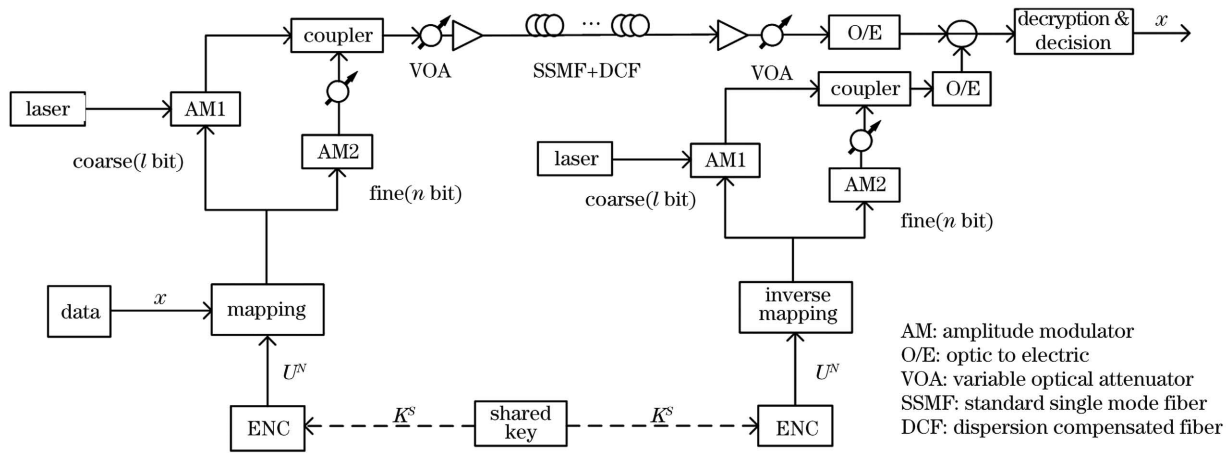 coupler
VOA
SSMF+DCF
...
VOA
O/E
decryption &
decision
x
laser
AM1
coarse(l bit)
AM2
fine(n bit)
coupler
O/E
laser
AM1
coarse(l bit)
AM2
fine(n bit)
data
x
mapping
inverse
mapping
U^N
U^N
ENC
K^S
shared
key
K^S
ENC
AM: amplitude modulator
O/E: optic to electric
VOA: variable optical attenuator
SSMF: standard single mode fiber
DCF: dispersion compensated fiber